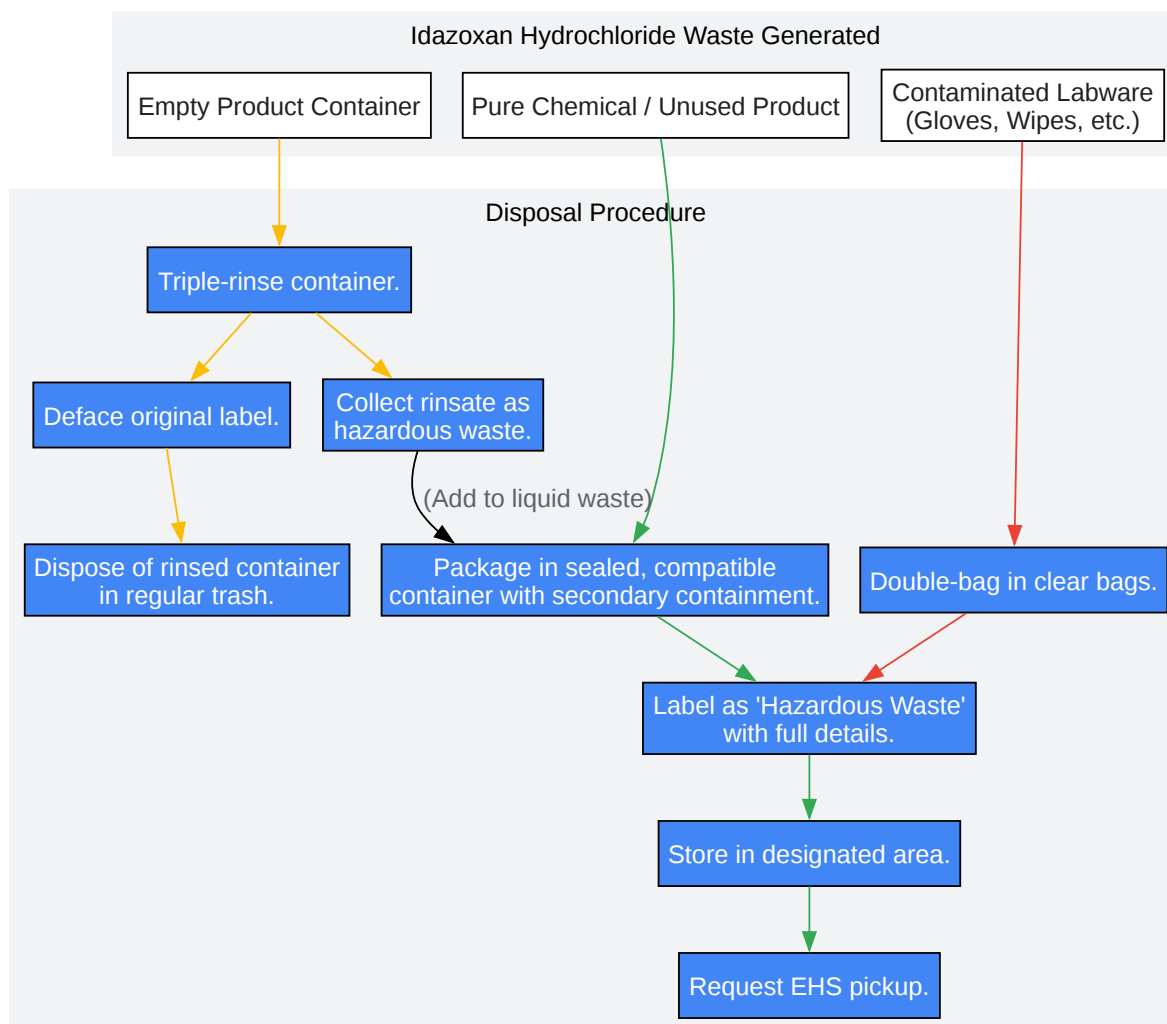 Idazoxan Hydrochloride Waste Generated
Empty Product Container
Pure Chemical / Unused Product
Contaminated Labware
(Gloves, Wipes, etc.)
Disposal Procedure
Triple-rinse container.
Deface original label.
Collect rinsate as
hazardous waste.
(Add to liquid waste)
Dispose of rinsed container
in regular trash.
Package in sealed, compatible
container with secondary containment.
Double-bag in clear bags.
Label as 'Hazardous Waste'
with full details.
Store in designated area.
Request EHS pickup.